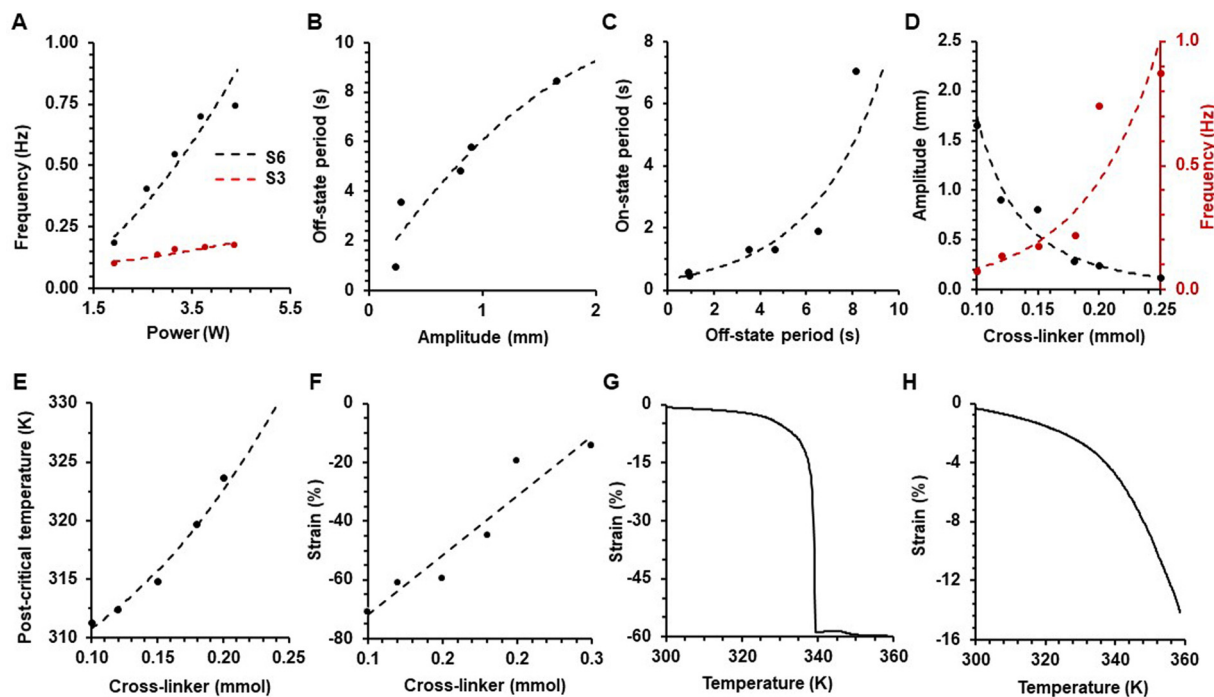 A
Frequency (Hz)
1.00
0.75
0.50
0.25
0.00
1.5
3.5
5.5
Power (W)
S6
S3
B
Off-state period (s)
10
8
6
4
2
0
0
1
2
Amplitude (mm)
C
On-state period (s)
8
6
4
2
0
0
2
4
6
8
10
Off-state period (s)
D
Amplitude (mm)
2.5
2.0
1.5
1.0
0.5
0.0
0.10
0.15
0.20
0.25
Cross-linker (mmol)
1.0
0.5
0.0
Frequency (Hz)
E
Post-critical temperature (K)
330
325
320
315
310
0.10
0.15
0.20
0.25
Cross-linker (mmol)
F
Strain (%)
0
-20
-40
-60
-80
0.1
0.2
0.2
0.3
Cross-linker (mmol)
G
Strain (%)
0
-15
-30
-45
-60
300
320
340
360
Temperature (K)
H
Strain (%)
0
-4
-8
-12
-16
300
320
340
360
Temperature (K)